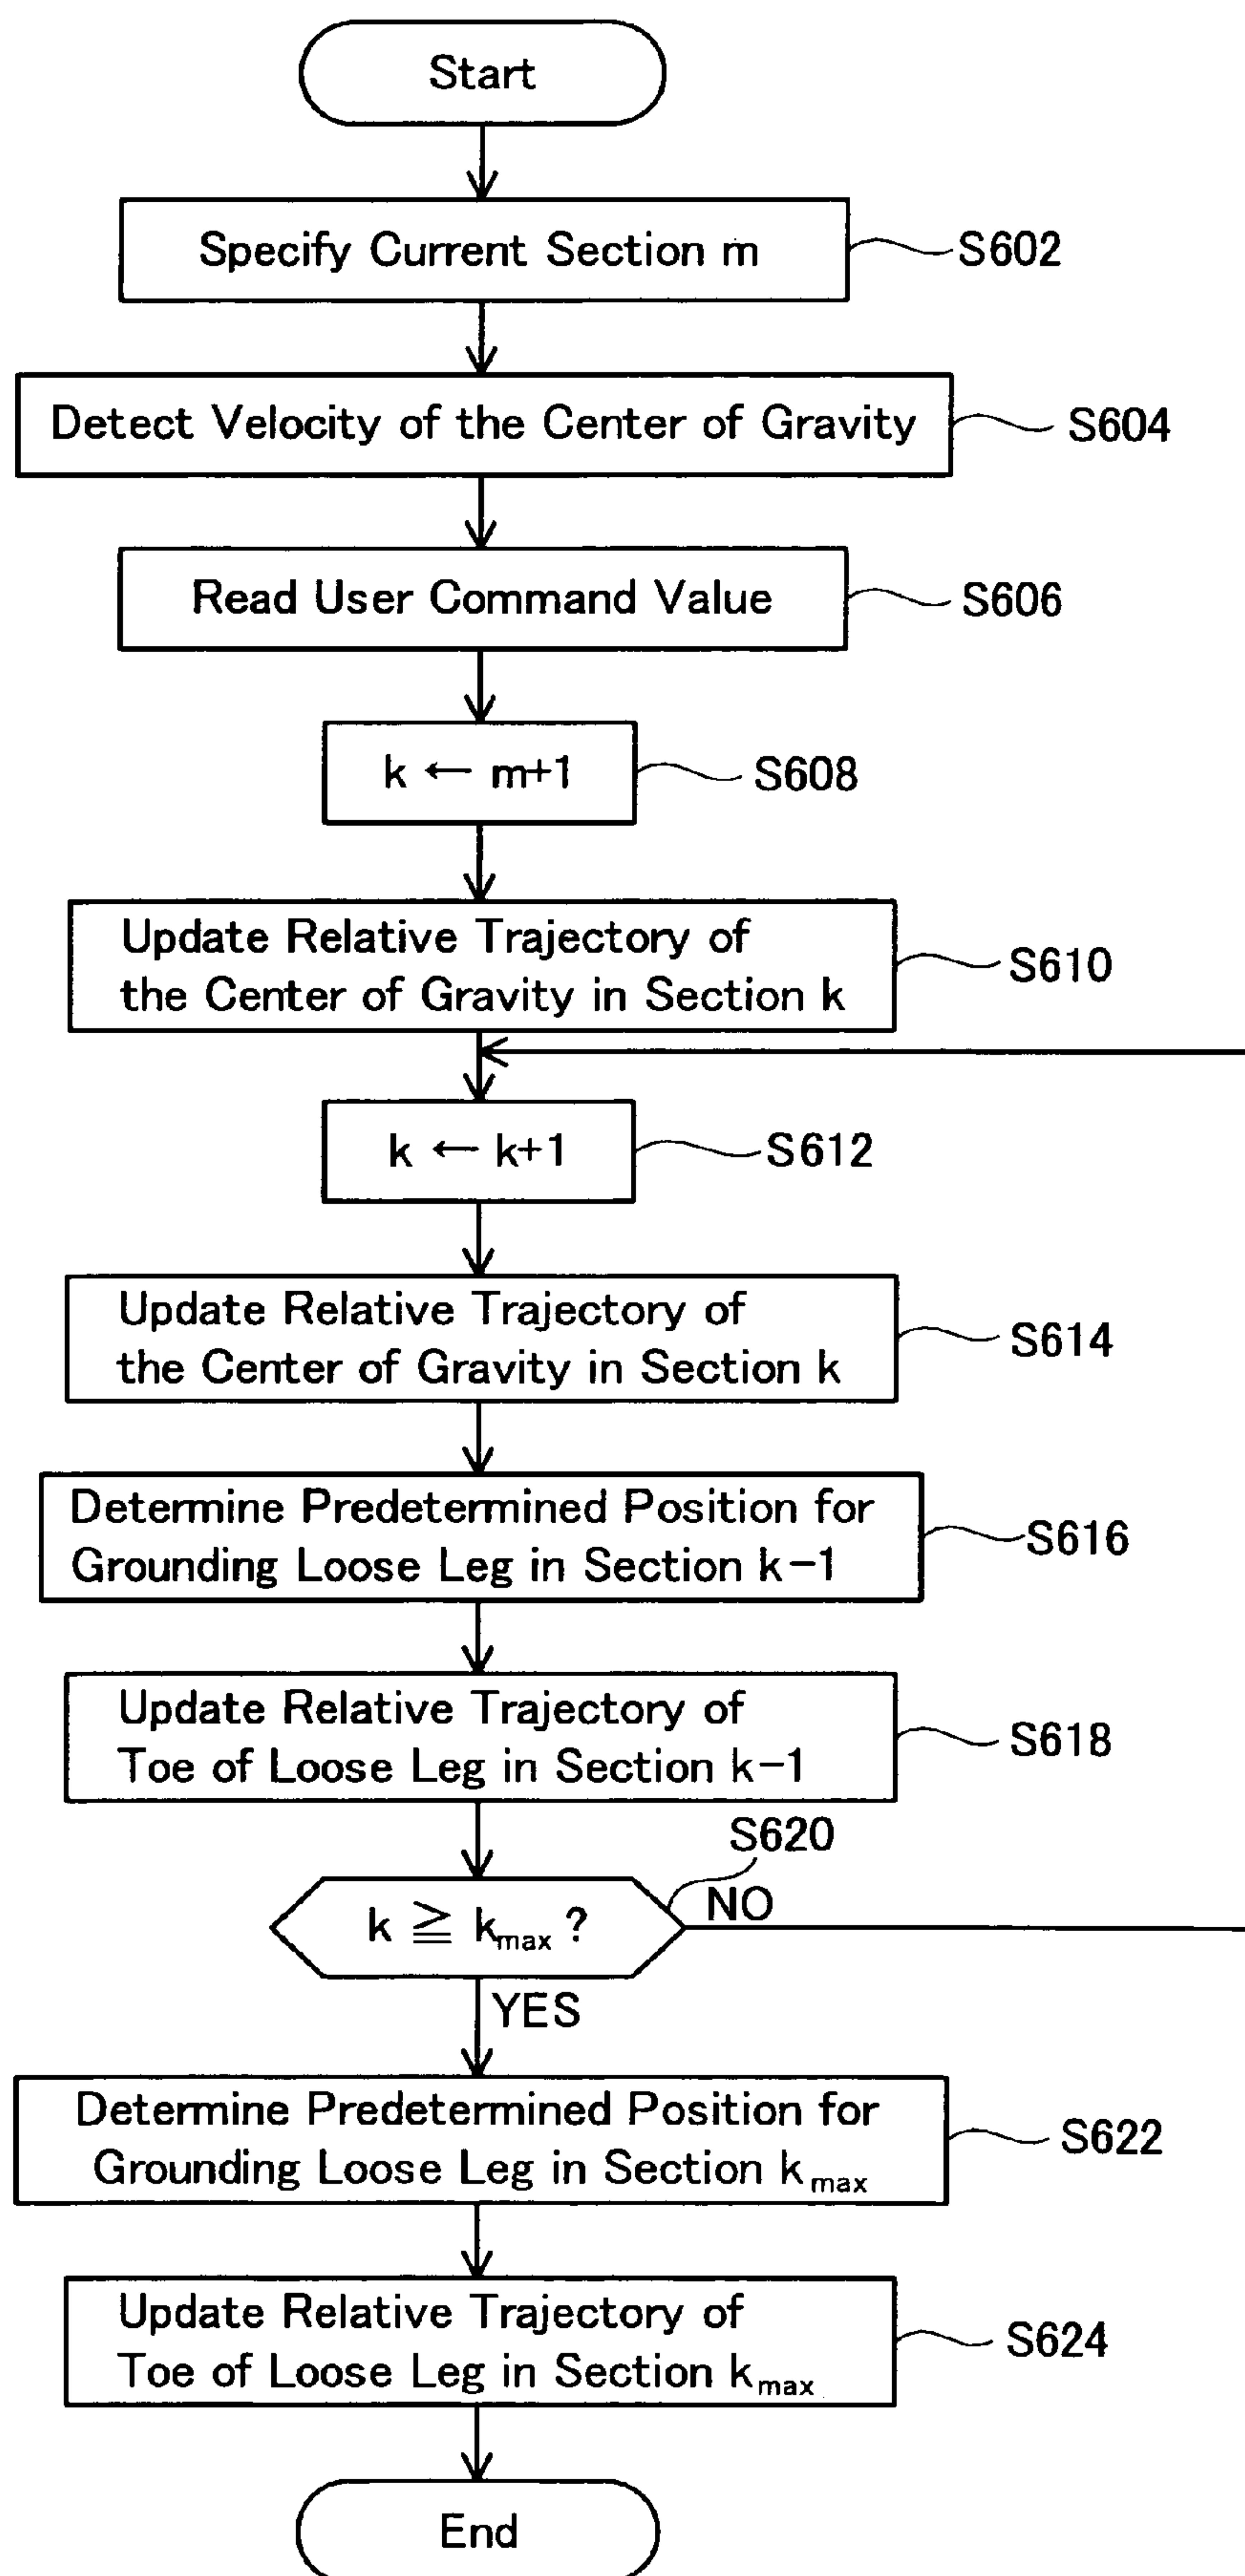 Start
Specify Current Section m
S602
Detect Velocity of the Center of Gravity
S604
Read User Command Value
S606
k ← m+1
S608
Update Relative Trajectory of
the Center of Gravity in Section k
S610
k ← k+1
S612
Update Relative Trajectory of
the Center of Gravity in Section k
S614
Determine Predetermined Position for
Grounding Loose Leg in Section k-1
S616
Update Relative Trajectory of
Toe of Loose Leg in Section k-1
S618
S620
k ≧ kmax ?
NO
YES
Determine Predetermined Position for
Grounding Loose Leg in Section kmax
S622
Update Relative Trajectory of
Toe of Loose Leg in Section kmax
S624
End